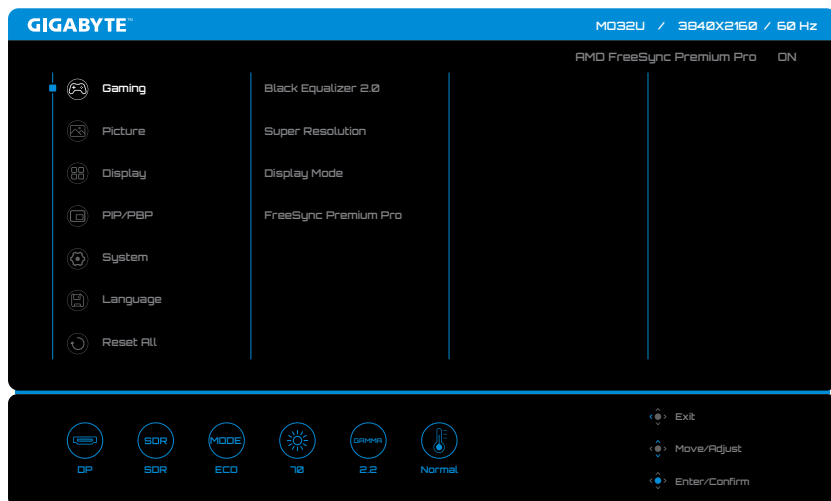 GIGABYTE™ MO32U / 3840X2160 / 60 Hz
AMD FreeSync Premium Pro ON
Gaming Black Equalizer 2.0
Picture Super Resolution
Display Display Mode
PIP/PBP FreeSync Premium Pro
System
Language
Reset All
SDR MODE GAMMA
DP SDR ECO 70 2.2 Normal
Exit
Move/Adjust
Enter/Confirm